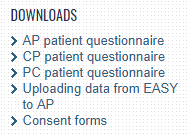 DOWNLOADS
AP patient questionnaire
CP patient questionnaire
PC patient questionnaire
Uploading data from EASY
to AP
Consent forms